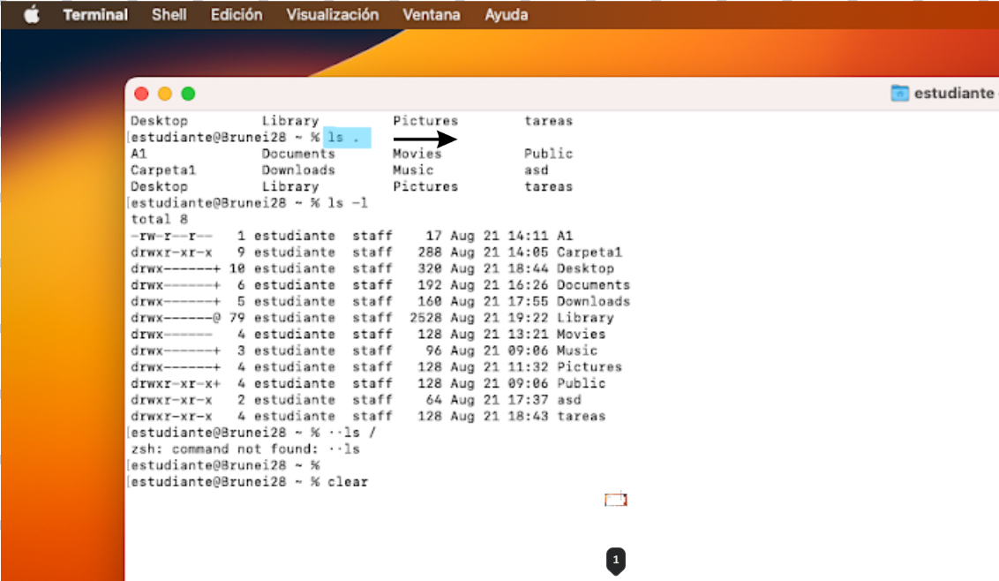 Terminal Shell Edición Visualización Ventana Ayuda
estudiante
Desktop Library Pictures tareas
[estudiante@Brunei28 ~ % ls .
A1 Documents Movies Public
Carpeta1 Downloads Music asd
Desktop Library Pictures tareas
[estudiante@Brunei28 ~ % ls -l
total 8
-rw-r--r-- 1 estudiante staff 17 Aug 21 14:11 A1
drwxr-xr-x 9 estudiante staff 288 Aug 21 14:05 Carpeta1
drwx------+ 10 estudiante staff 320 Aug 21 18:44 Desktop
drwx------+ 6 estudiante staff 192 Aug 21 16:26 Documents
drwx------+ 5 estudiante staff 160 Aug 21 17:55 Downloads
drwx------@ 79 estudiante staff 2528 Aug 21 19:22 Library
drwx------ 4 estudiante staff 128 Aug 21 13:21 Movies
drwx------+ 3 estudiante staff 96 Aug 21 09:06 Music
drwx------+ 4 estudiante staff 128 Aug 21 11:32 Pictures
drwxr-xr-x+ 4 estudiante staff 128 Aug 21 09:06 Public
drwxr-xr-x 2 estudiante staff 64 Aug 21 17:37 asd
drwxr-xr-x 4 estudiante staff 128 Aug 21 18:43 tareas
[estudiante@Brunei28 ~ % ··ls /
zsh: command not found: ··ls
[estudiante@Brunei28 ~ %
[estudiante@Brunei28 ~ % clear
1